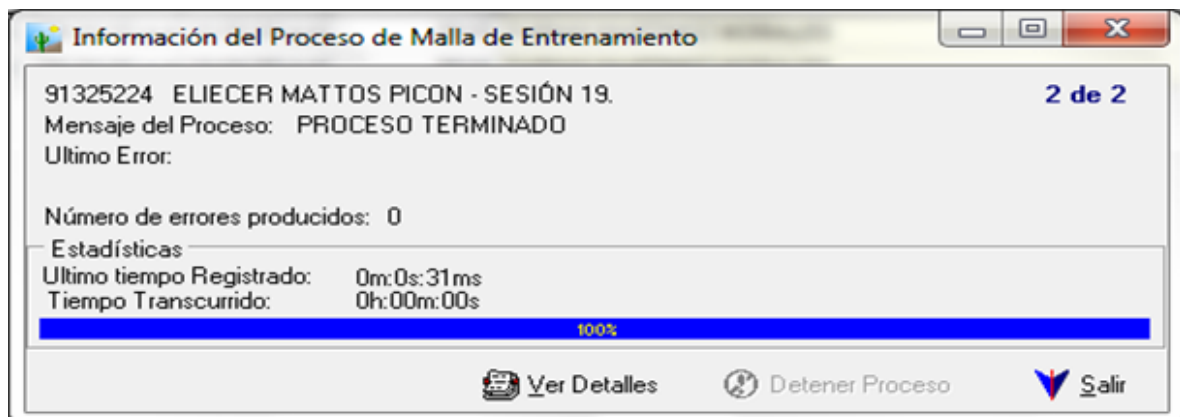 Información del Proceso de Malla de Entrenamiento
91325224 ELIECER MATTOS PICON - SESIÓN 19. 2 de 2
Mensaje del Proceso: PROCESO TERMINADO
Ultimo Error:
Número de errores producidos: 0
Estadísticas
Ultimo tiempo Registrado: 0m:0s:31ms
Tiempo Transcurrido: 0h:00m:00s
100%
Ver Detalles Detener Proceso Salir